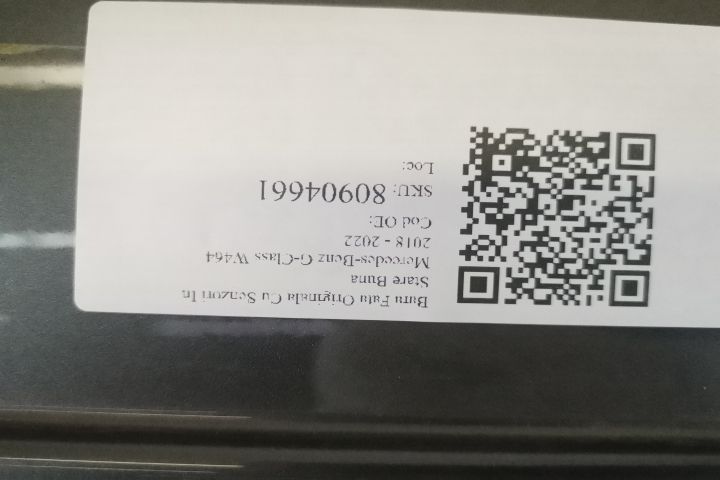 Bara Fata Originala Cu Senzori In
Stare Buna
Mercedes-Benz G-Class W464
2018 - 2022
Cod OE:
SKU: 80904661
Loc: